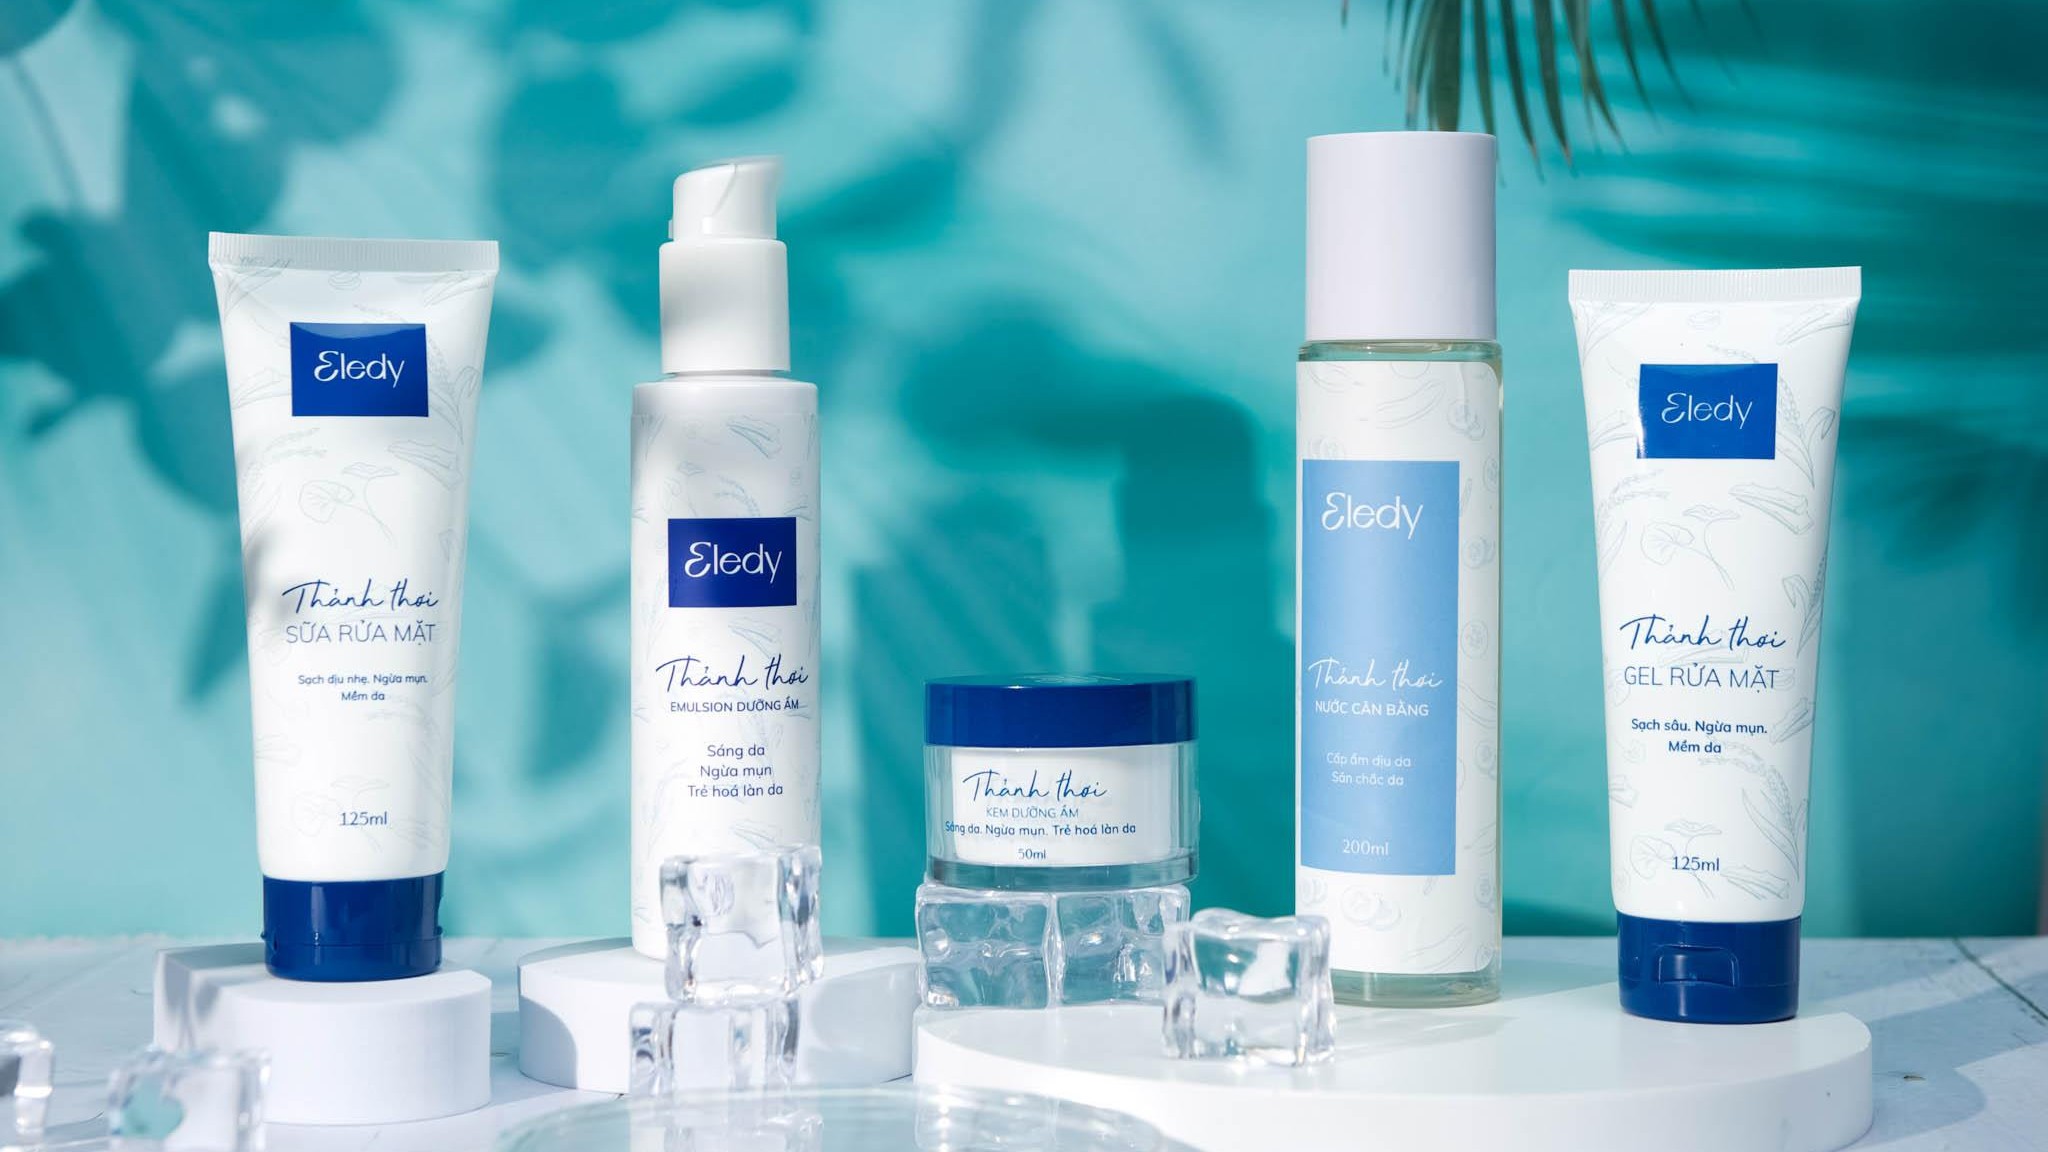 Eledy
Thảnh thơi
SỮA RỬA MẶT
Sạch dịu nhẹ. Ngừa mụn.
Mềm da
125ml
Eledy
Thảnh thơi
EMULSION DƯỠNG ẨM
Sáng da
Ngừa mụn
Trẻ hoá làn da
Thảnh thơi
KEM DƯỠNG ẨM
Sáng da. Ngừa mụn. Trẻ hoá làn da
50ml
Eledy
Thảnh thơi
NƯỚC CÂN BẰNG
Cấp ẩm dịu da
Săn chắc da
200ml
Eledy
Thảnh thơi
GEL RỬA MẶT
Sạch sâu. Ngừa mụn.
Mềm da
125ml